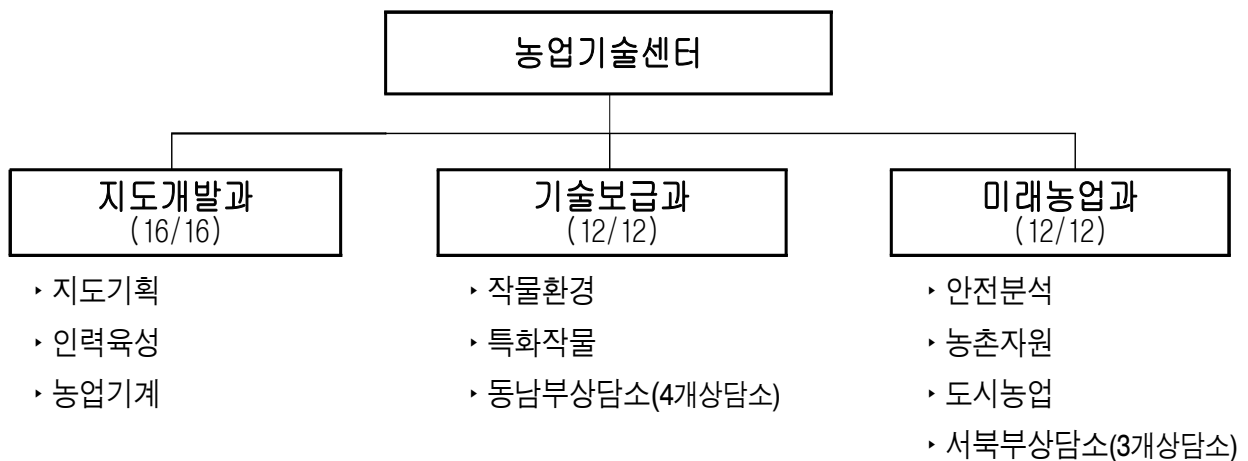 농업기술센터
지도개발과
(16/16)
‣ 지도기획
‣ 인력육성
‣ 농업기계
기술보급과
(12/12)
‣ 작물환경
‣ 특화작물
‣ 동남부상담소(4개상담소)
미래농업과
(12/12)
‣ 안전분석
‣ 농촌자원
‣ 도시농업
‣ 서북부상담소(3개상담소)